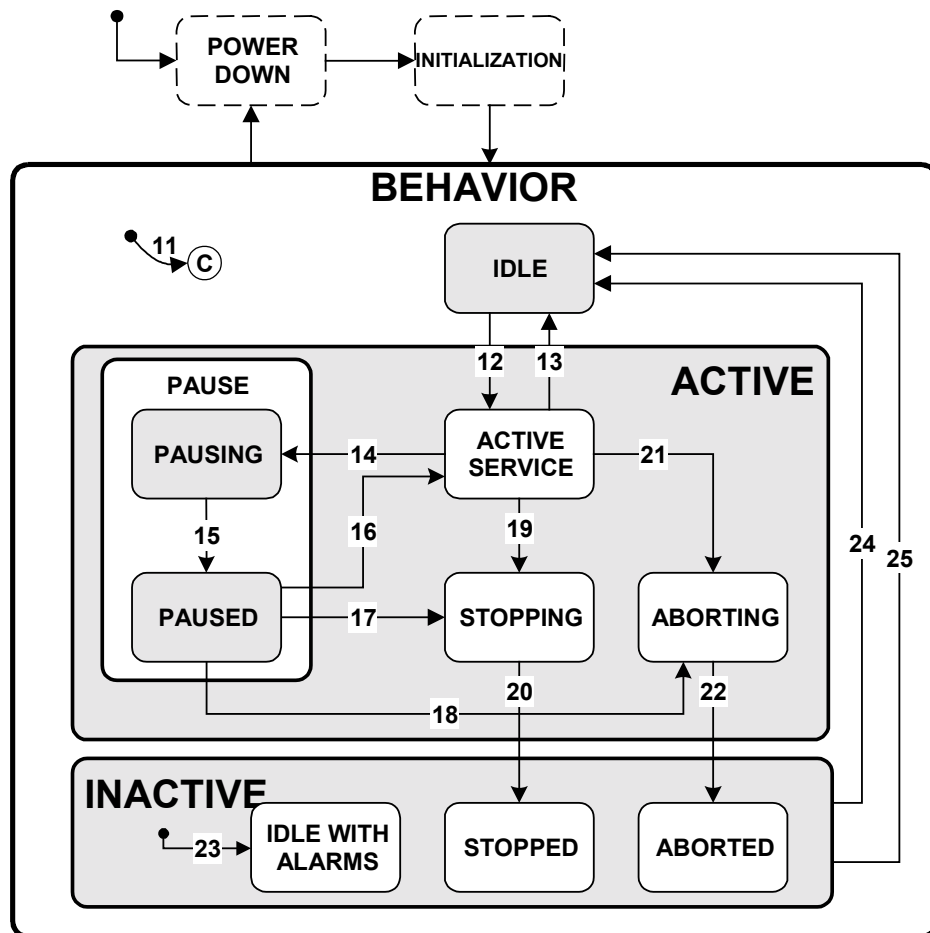 POWER
DOWN
INITIALIZATION
BEHAVIOR
11
C
IDLE
12
13
25
24
ACTIVE
PAUSE
PAUSING
14
ACTIVE
SERVICE
21
15
16
19
PAUSED
17
STOPPING
ABORTING
18
20
22
INACTIVE
23
IDLE WITH
ALARMS
STOPPED
ABORTED